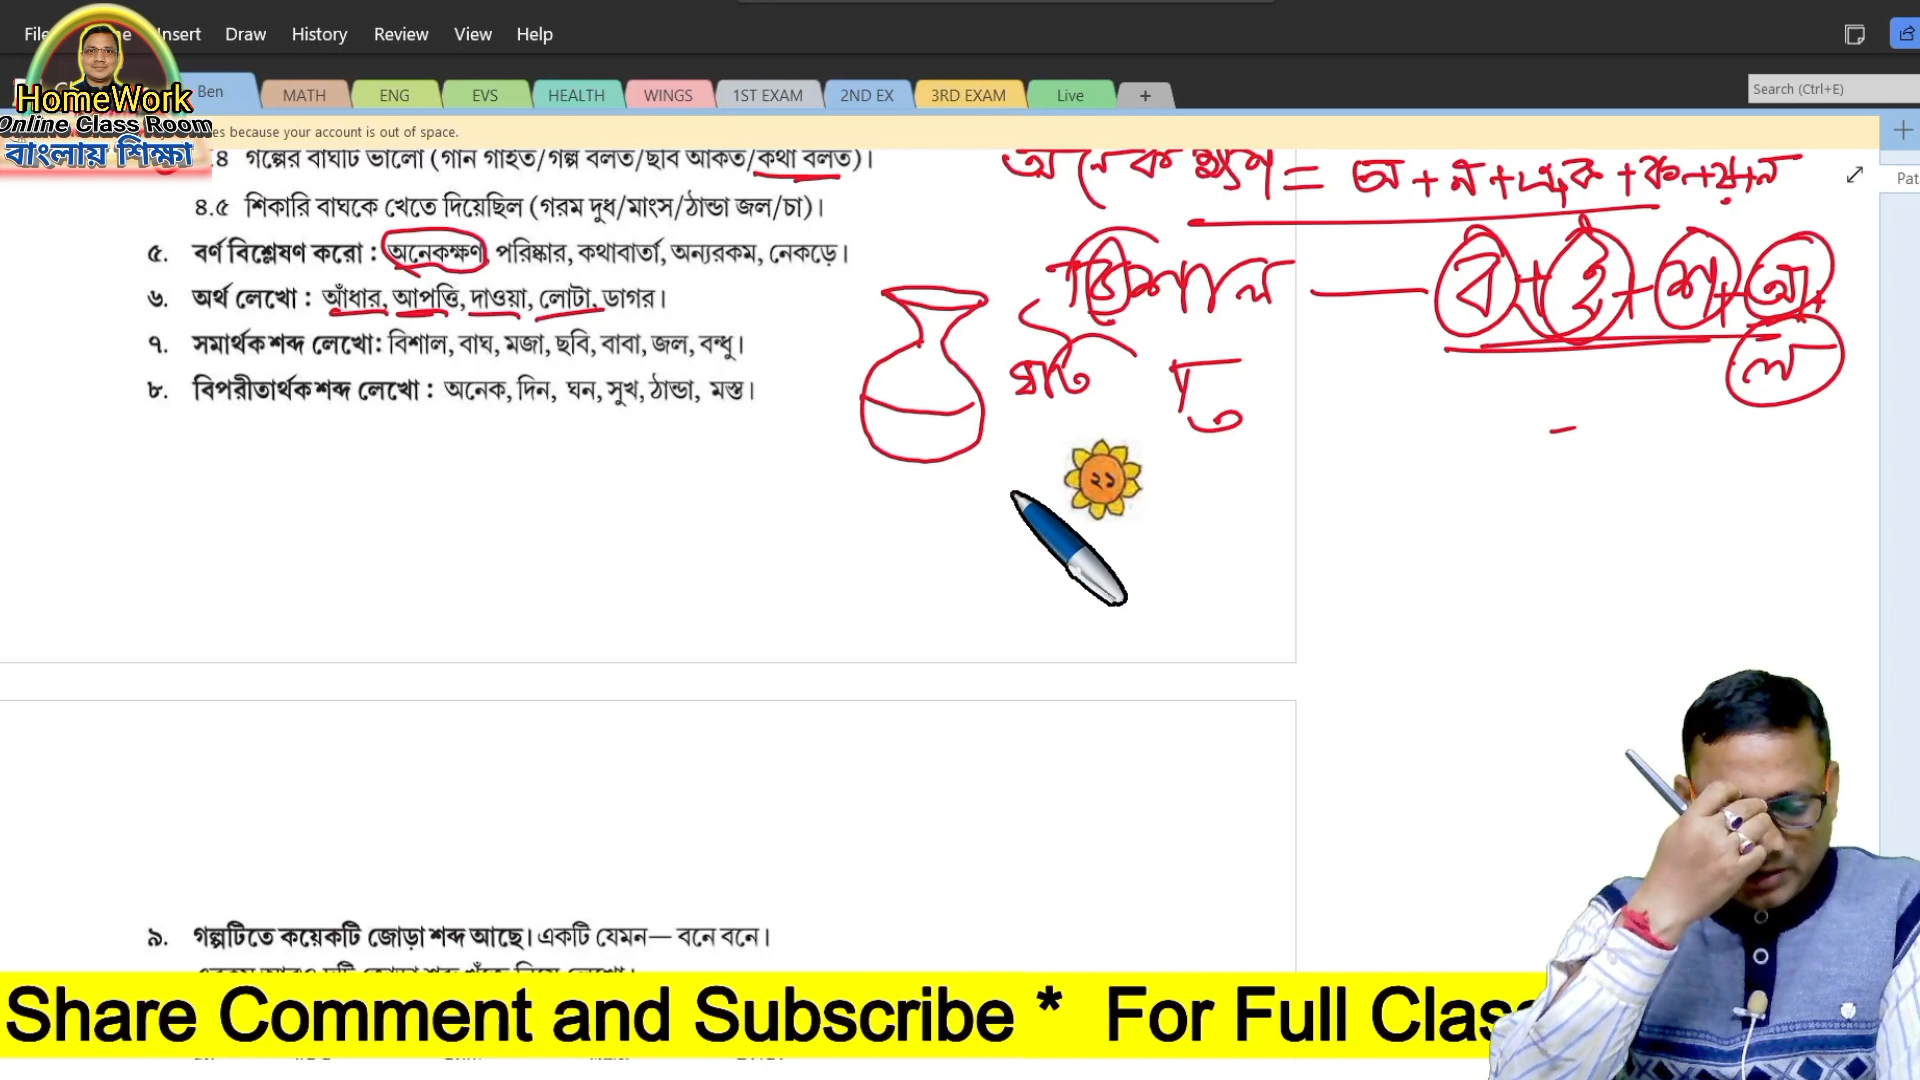 File Home Insert Draw History Review View Help
HomeWork
Online Class Room
বাংলায় শিক্ষা
Ben MATH ENG EVS HEALTH WINGS 1ST EXAM 2ND EX 3RD EXAM Live +
Search (Ctrl+E)
es because your account is out of space.
.৪ গল্পের বাঘটি ভালো (গান গাইত/গল্প বলত/ছবি আঁকত/কথা বলত)।
Pat
৪.৫ শিকারি বাঘকে খেতে দিয়েছিল (গরম দুধ/মাংস/ঠান্ডা জল/চা)।
৫. বর্ণ বিশ্লেষণ করো : অনেকক্ষণ, পরিষ্কার, কথাবার্তা, অন্যরকম, নেকড়ে।
বিশাল — ব+ই+শ+আ+
ল
৬. অর্থ লেখো : আঁধার, আপত্তি, দাওয়া, লোটা, ডাগর।
৭. সমার্থক শব্দ লেখো: বিশাল, বাঘ, মজা, ছবি, বাবা, জল, বন্ধু।
ঘটি
৮. বিপরীতার্থক শব্দ লেখো : অনেক, দিন, ঘন, সুখ, ঠান্ডা, মস্ত।
২১
৯. গল্পটিতে কয়েকটি জোড়া শব্দ আছে। একটি যেমন— বনে বনে।
Share Comment and Subscribe * For Full Class